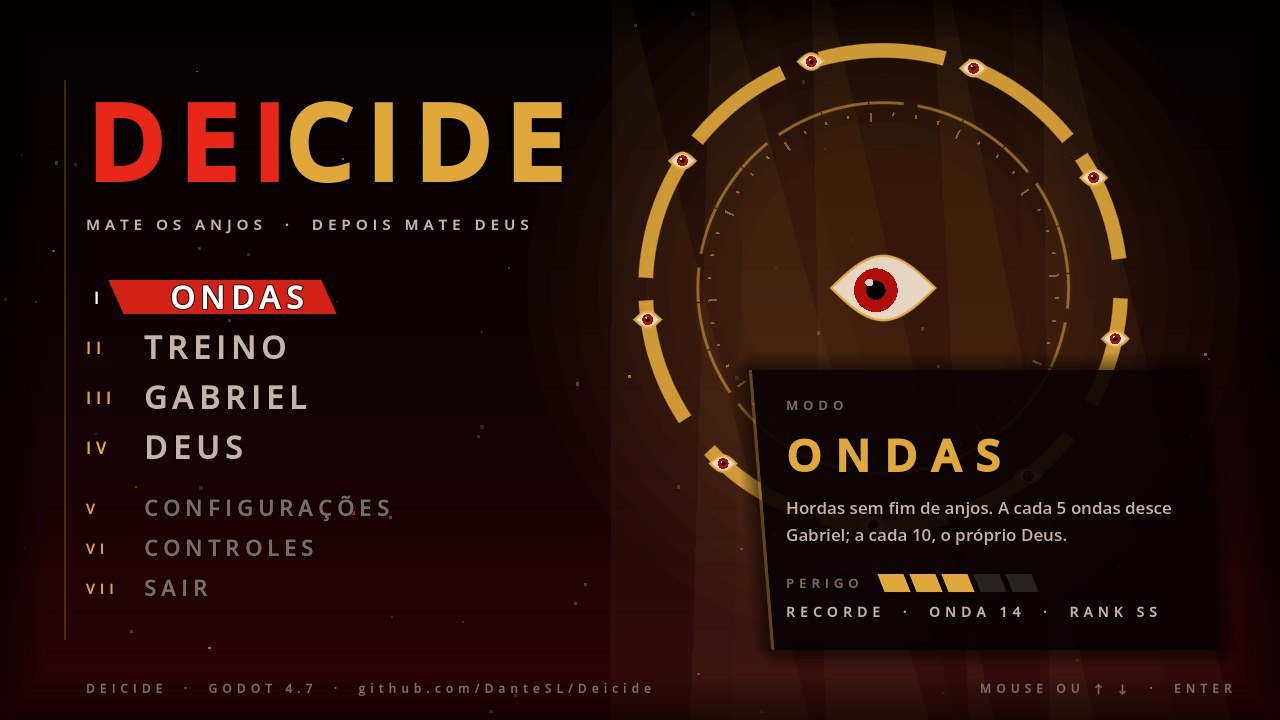 DEICIDE
MATE OS ANJOS · DEPOIS MATE DEUS
I ONDAS
II TREINO
III GABRIEL
IV DEUS
V CONFIGURAÇÕES
VI CONTROLES
VII SAIR
MODO
ONDAS
Hordas sem fim de anjos. A cada 5 ondas desce
Gabriel; a cada 10, o próprio Deus.
PERIGO
RECORDE · ONDA 14 · RANK SS
DEICIDE · GODOT 4.7 · github.com/DanteSL/Deicide
MOUSE OU ↑ ↓ · ENTER